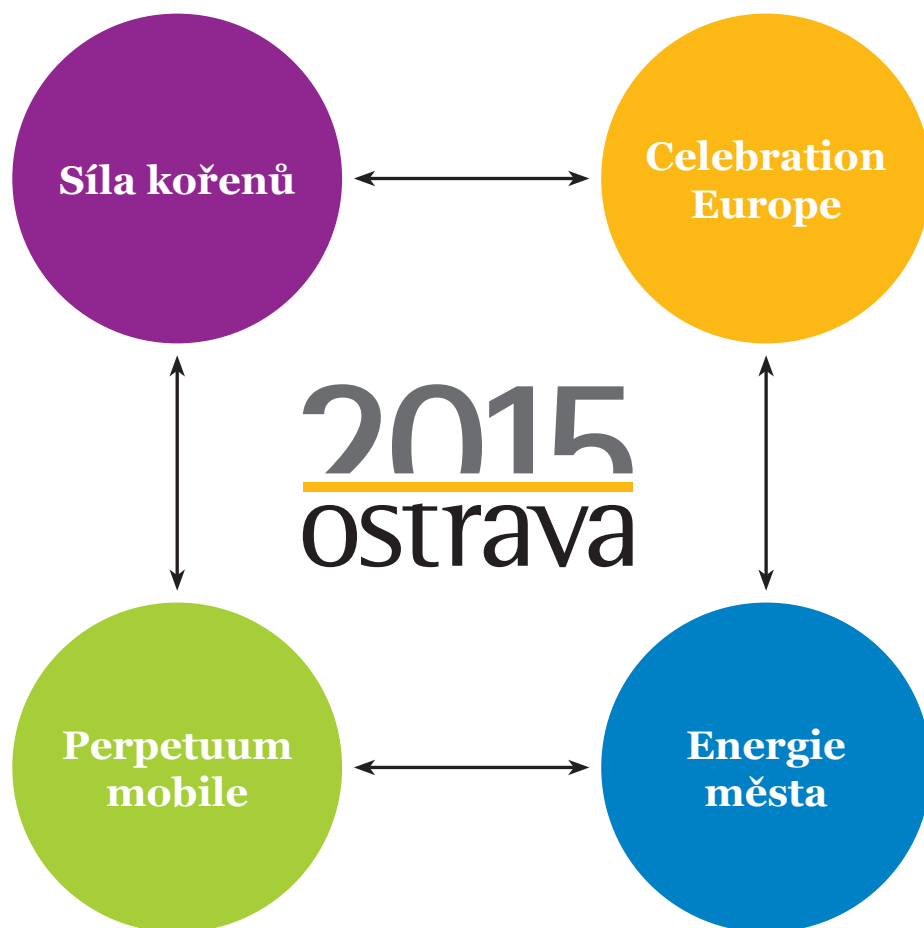 Síla kořenů
Celebration
Europe
2015
ostrava
Perpetuum
mobile
Energie
města